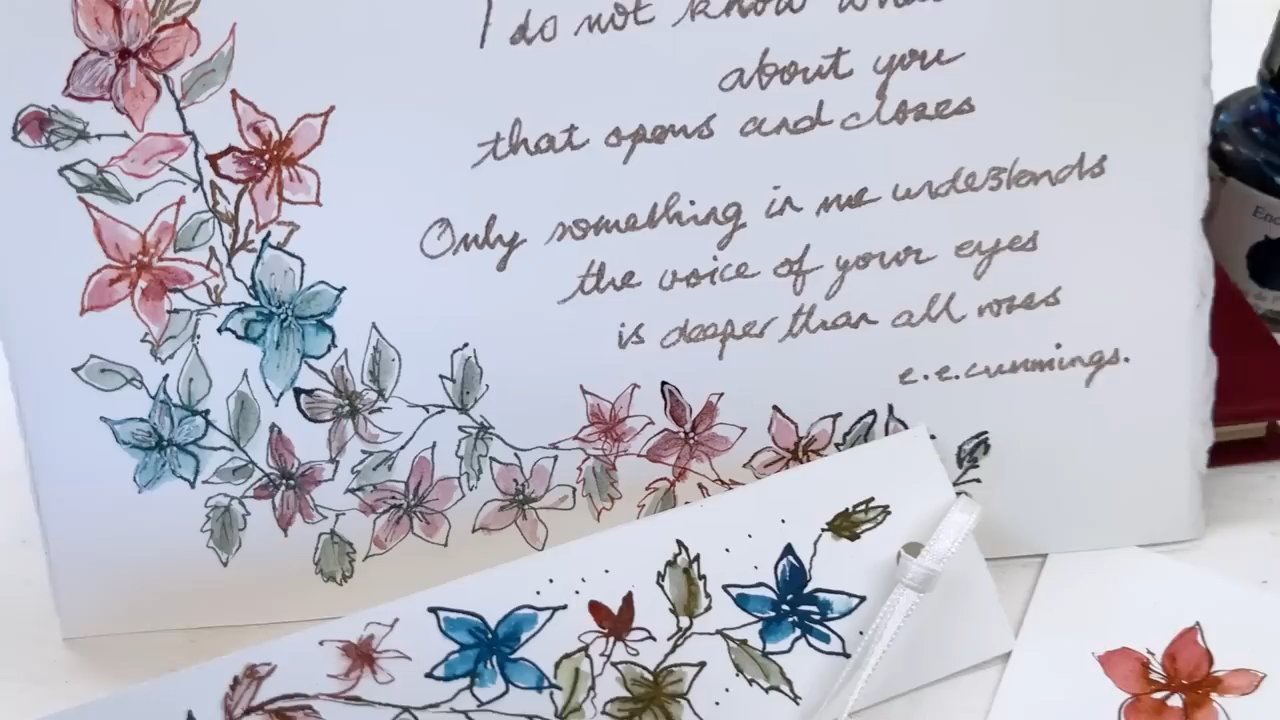 I do not know what
about you
that opens and closes
Only something in me understands
the voice of your eyes
is deeper than all roses
e.e.cummings.